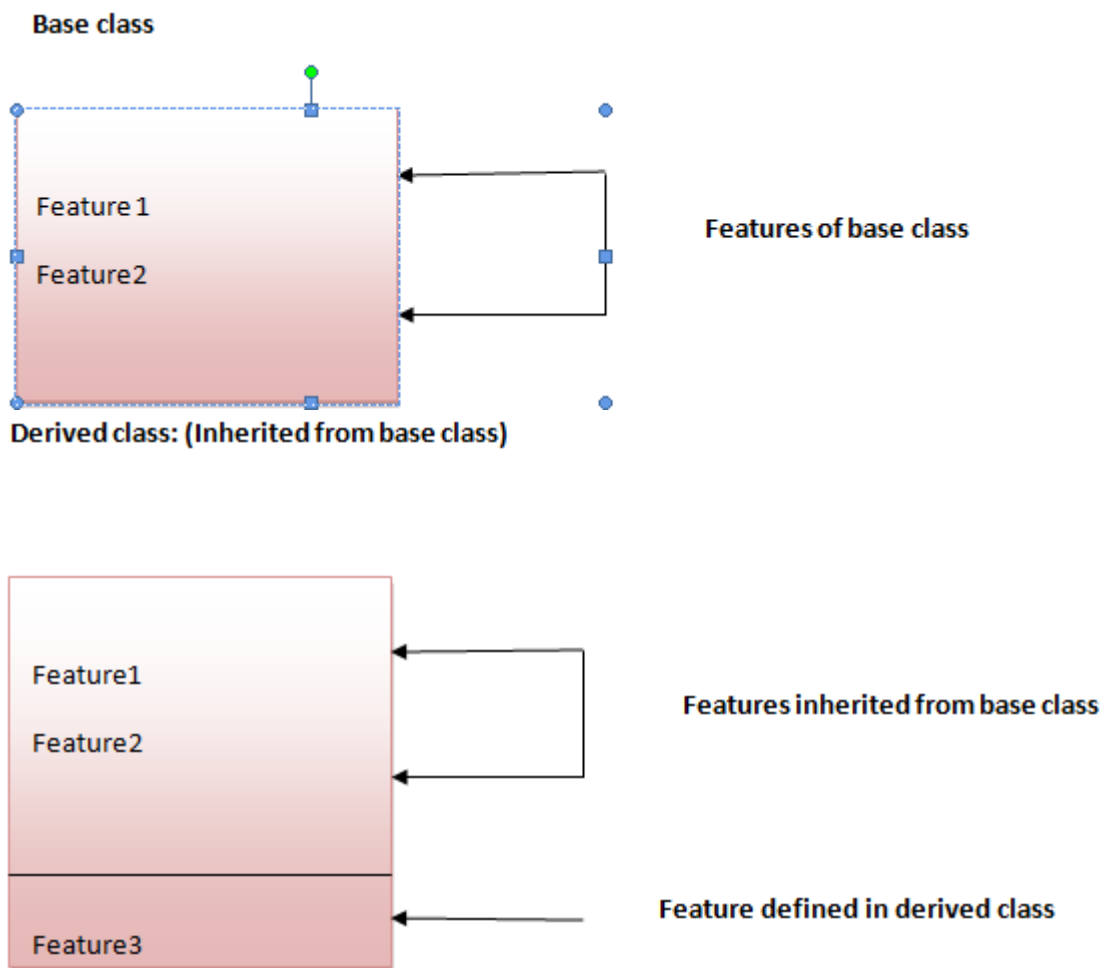 Base class
Feature 1
Feature2
Features of base class
Derived class: (Inherited from base class)
Feature1
Feature2
Features inherited from base class
Feature3
Feature defined in derived class